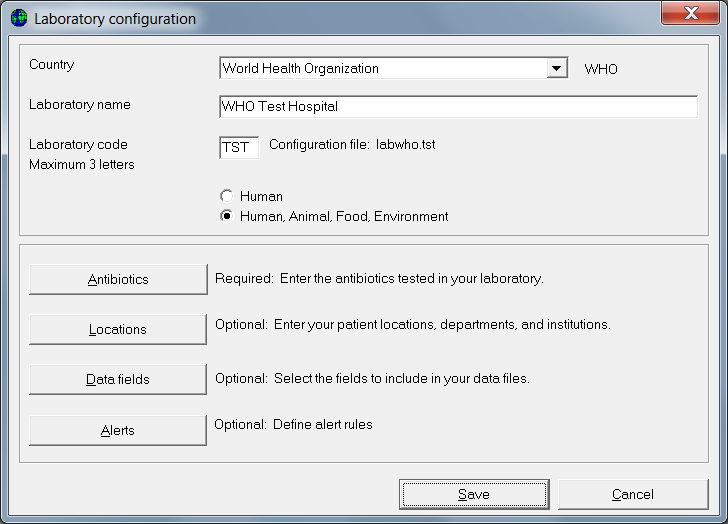 Laboratory configuration
Country
World Health Organization
WHO
Laboratory name
WHO Test Hospital
Laboratory code
TST
Configuration file: labwho.tst
Maximum 3 letters
Human
Human, Animal, Food, Environment
Antibiotics
Required: Enter the antibiotics tested in your laboratory.
Locations
Optional: Enter your patient locations, departments, and institutions.
Data fields
Optional: Select the fields to include in your data files.
Alerts
Optional: Define alert rules
Save
Cancel